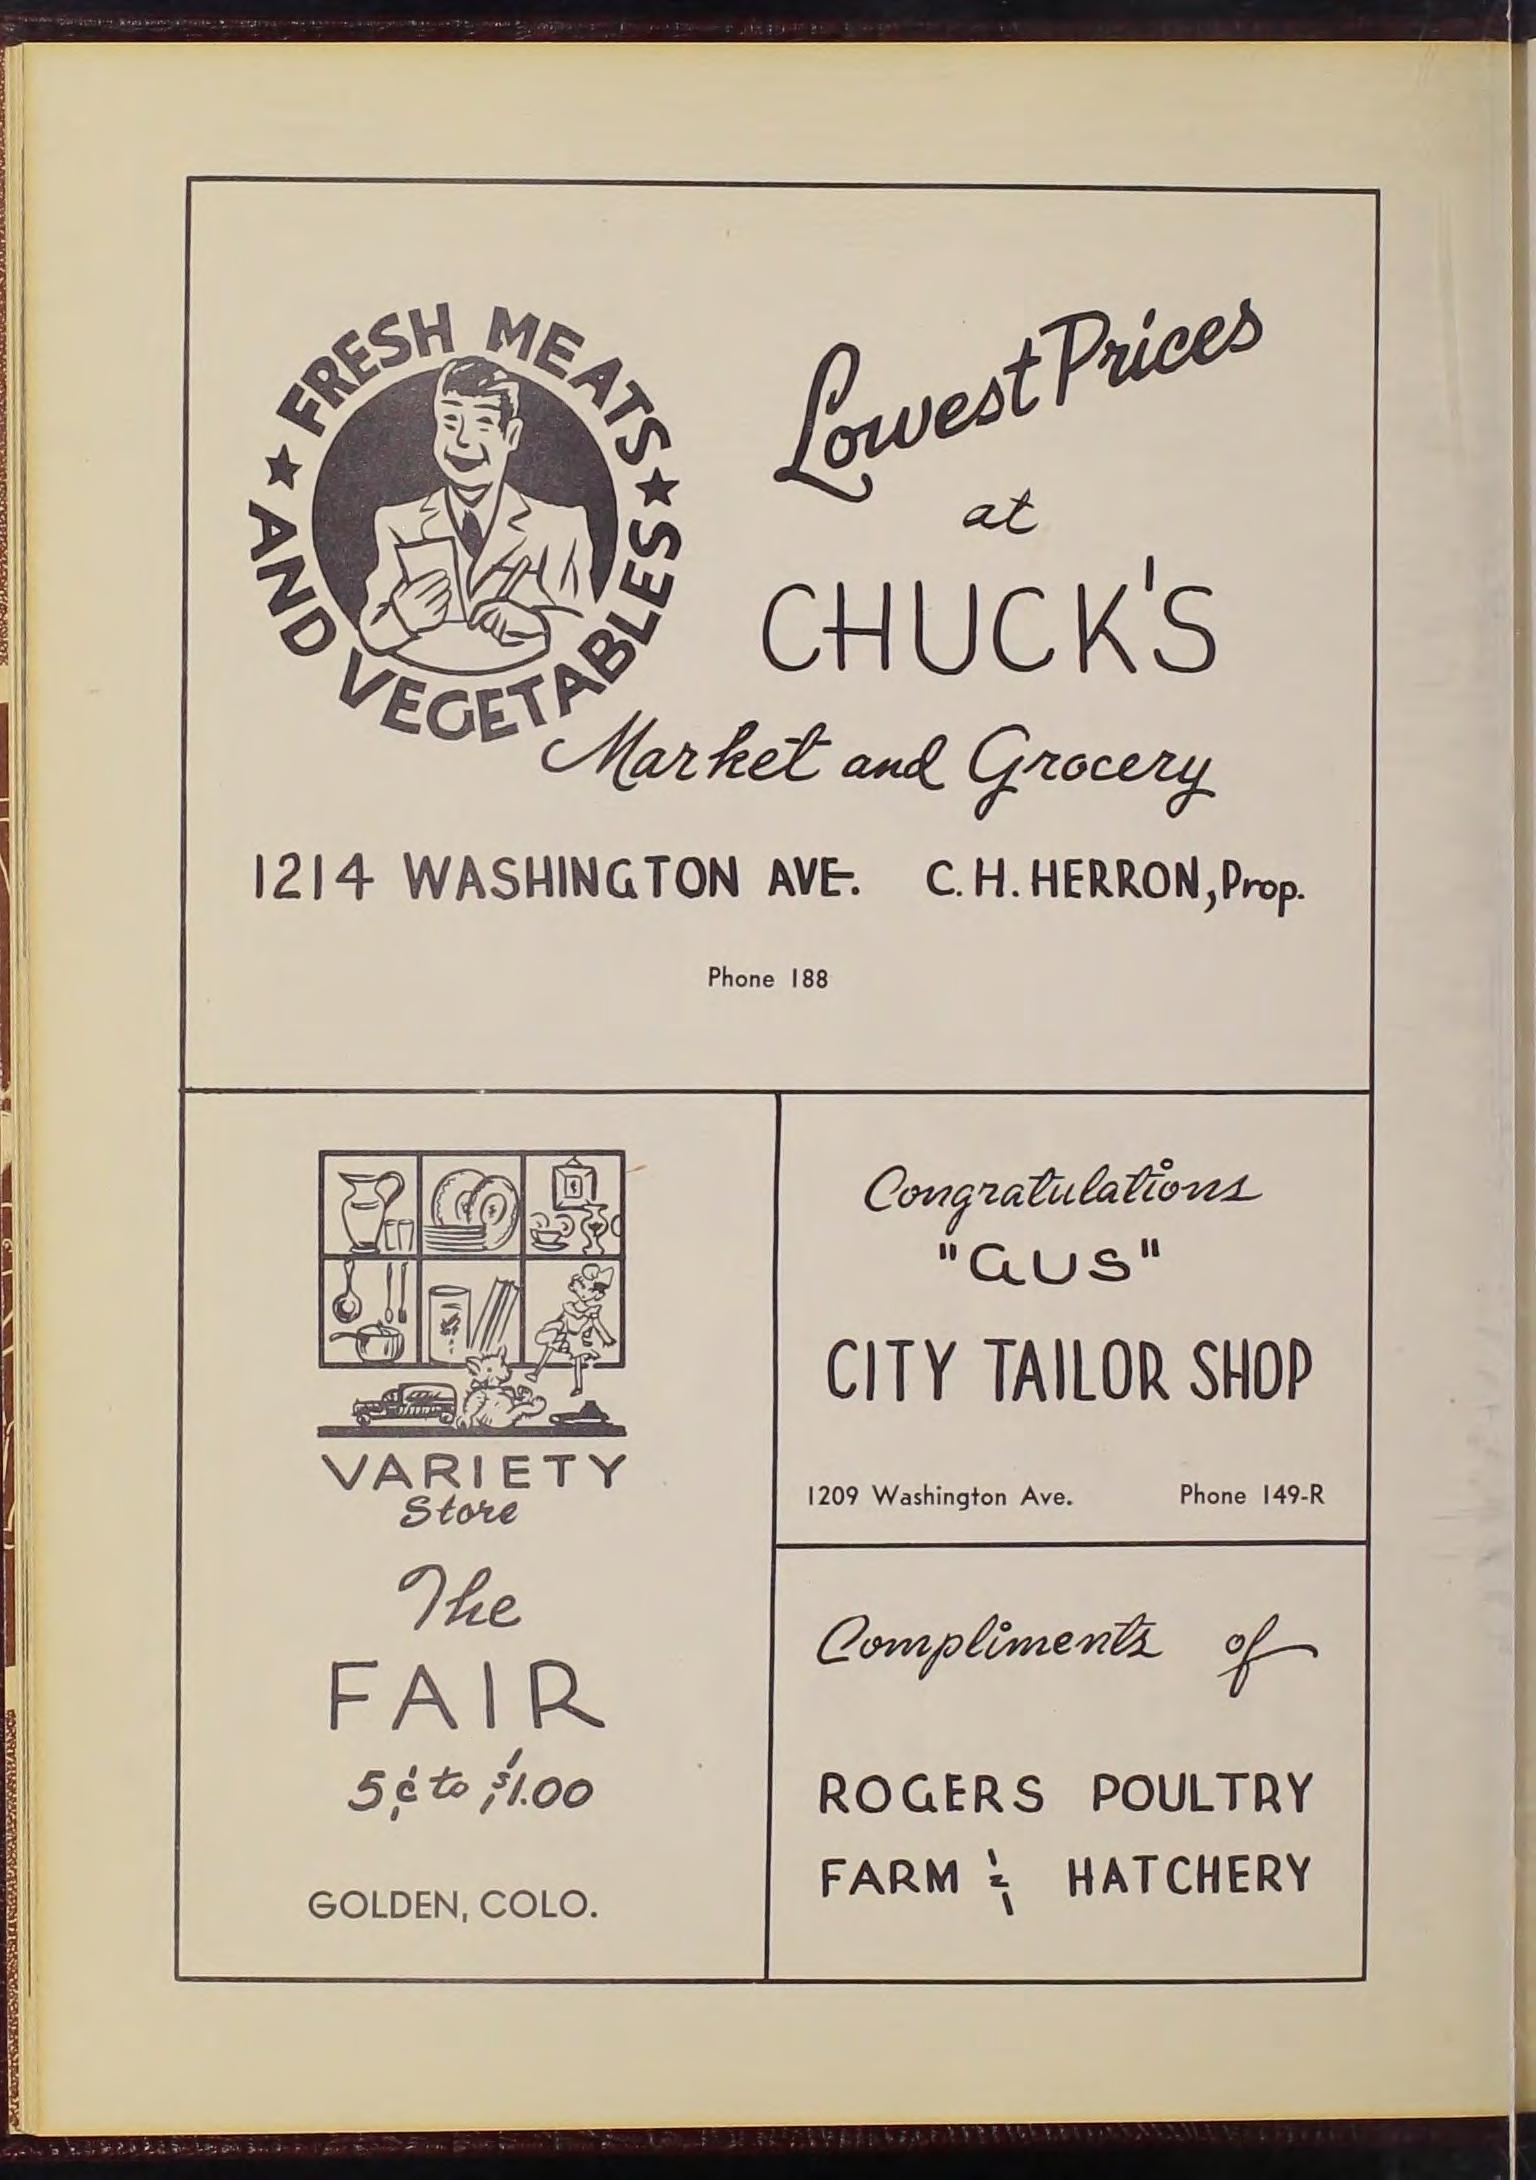 ★ FRESH MEATS ★
AND VEGETABLES
Lowest Prices
at
CHUCK'S
Market and Grocery
1214 WASHINGTON AVE. C. H. HERRON, Prop.
Phone 188
VARIETY
Store
The
FAIR
5¢ to $1.00
GOLDEN, COLO.
Congratulations
"GUS"
CITY TAILOR SHOP
1209 Washington Ave. Phone 149-R
Compliments of
ROGERS POULTRY
FARM & HATCHERY